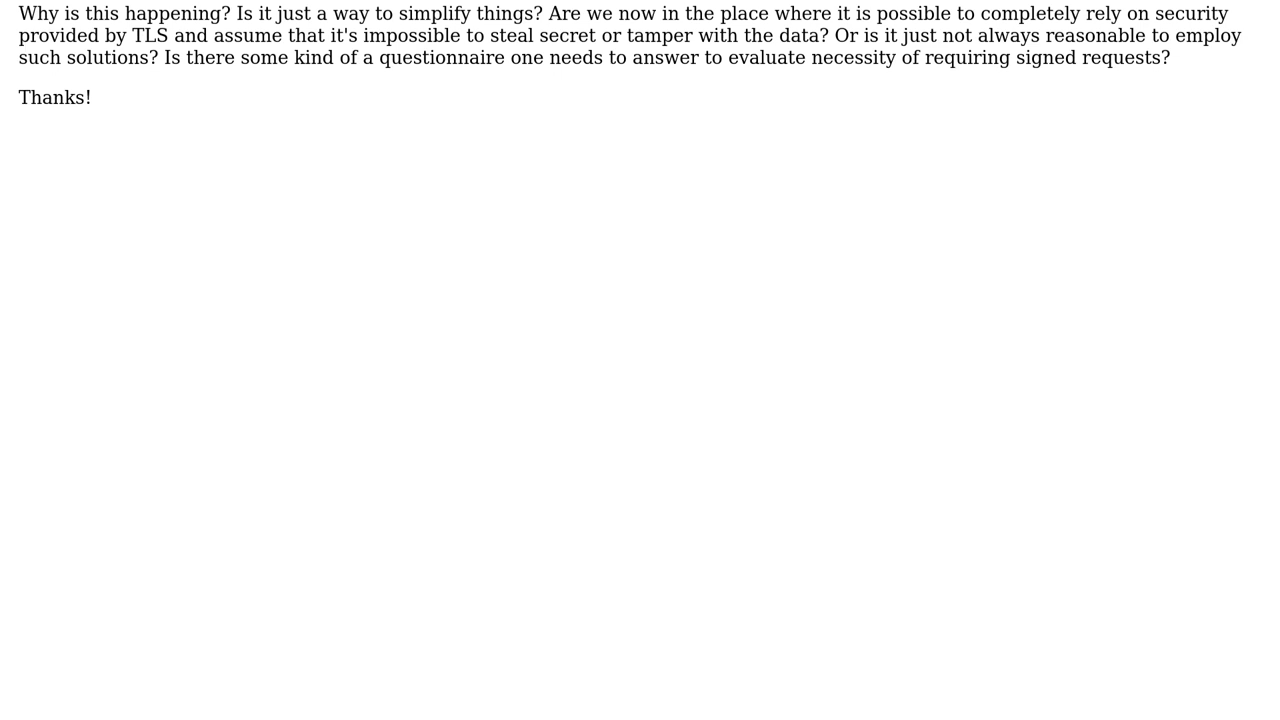 Why is this happening? Is it just a way to simplify things? Are we now in the place where it is possible to completely rely on security
provided by TLS and assume that it's impossible to steal secret or tamper with the data? Or is it just not always reasonable to employ
such solutions? Is there some kind of a questionnaire one needs to answer to evaluate necessity of requiring signed requests?
Thanks!